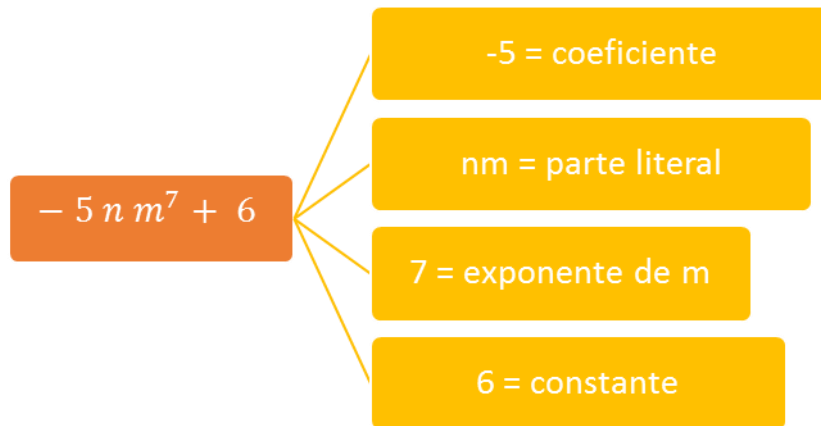 − 5 n m⁷ + 6
-5 = coeficiente
nm = parte literal
7 = exponente de m
6 = constante